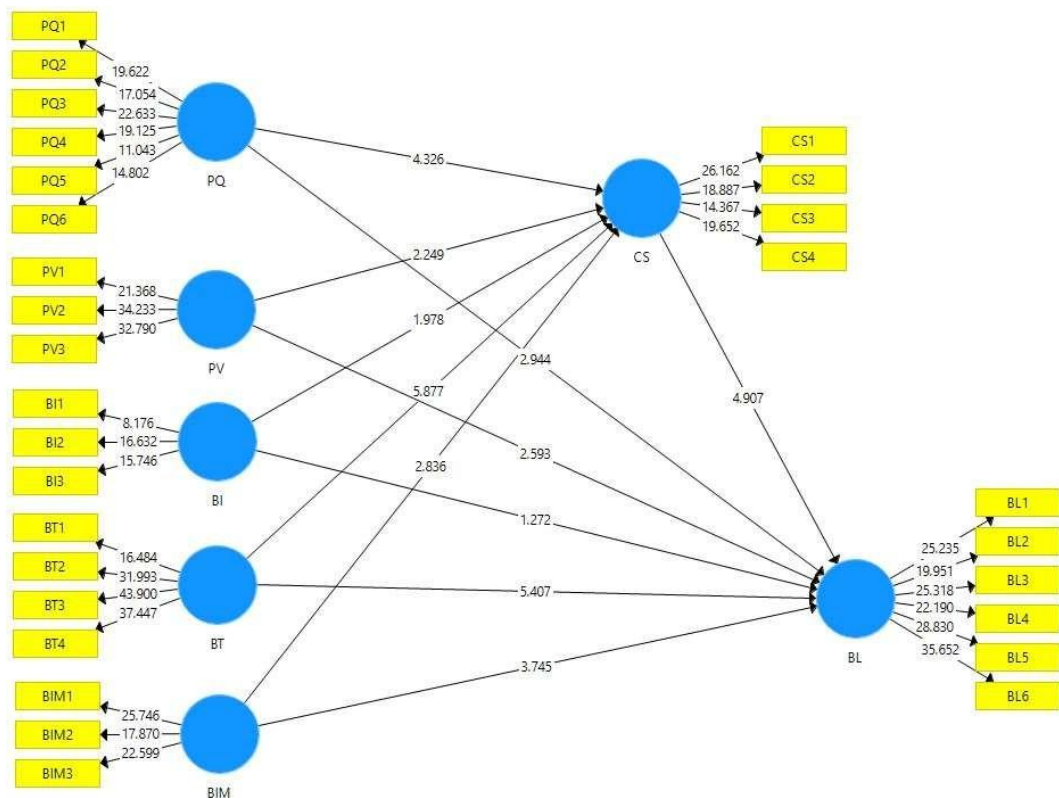 PQ1
PQ2
PQ3
PQ4
PQ5
PQ6
19.622
17.054
22.633
19.125
11.043
14.802
PQ
PV1
PV2
PV3
21.368
34.233
32.790
PV
BI1
BI2
BI3
8.176
16.632
15.746
BI
BT1
BT2
BT3
BT4
16.484
31.993
43.900
37.447
BT
BIM1
BIM2
BIM3
25.746
17.870
22.599
BIM
4.326
2.249
1.978
5.877
2.836
2.944
2.593
1.272
5.407
3.745
4.907
CS
26.162
18.887
14.367
19.652
CS1
CS2
CS3
CS4
BL
25.235
19.951
25.318
22.190
28.830
35.652
BL1
BL2
BL3
BL4
BL5
BL6